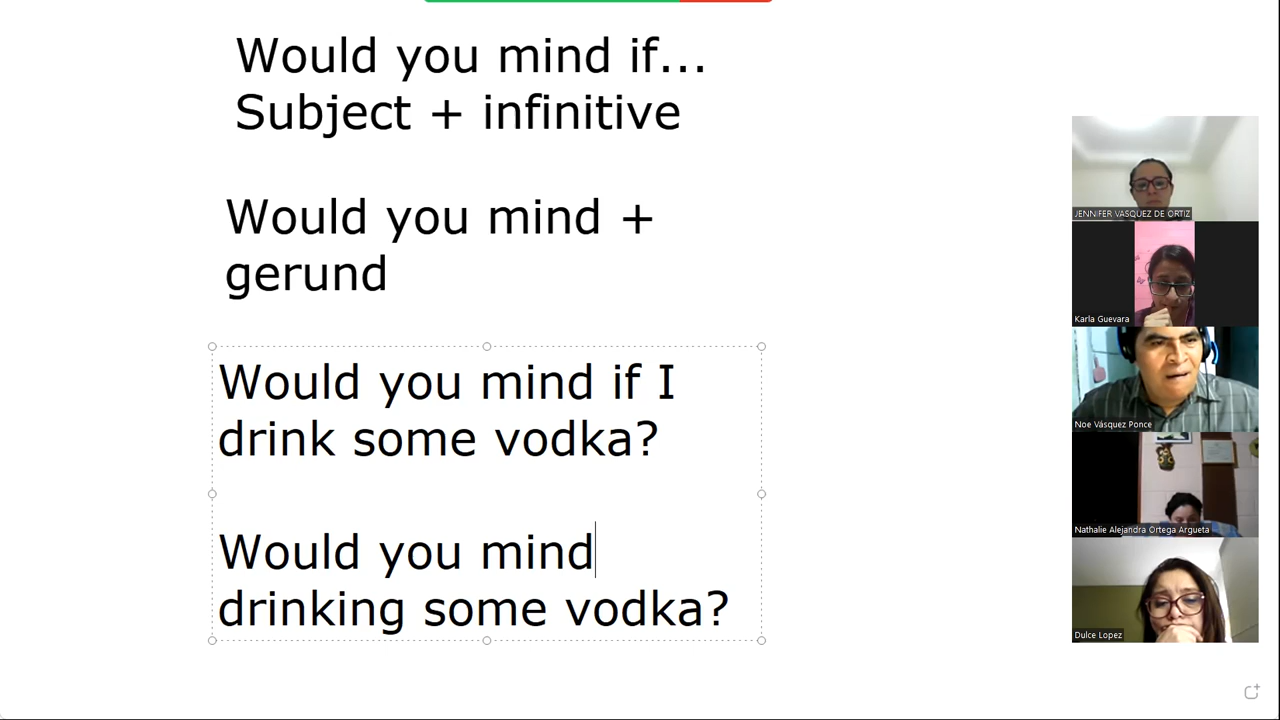 Would you mind if...
Subject + infinitive
Would you mind +
gerund
Would you mind if I
drink some vodka?
Would you mind
drinking some vodka?
JENNIFER VASQUEZ DE ORTIZ
Karla Guevara
Noe Vásquez Ponce
Nathalie Alejandra Ortega Argueta
Dulce Lopez